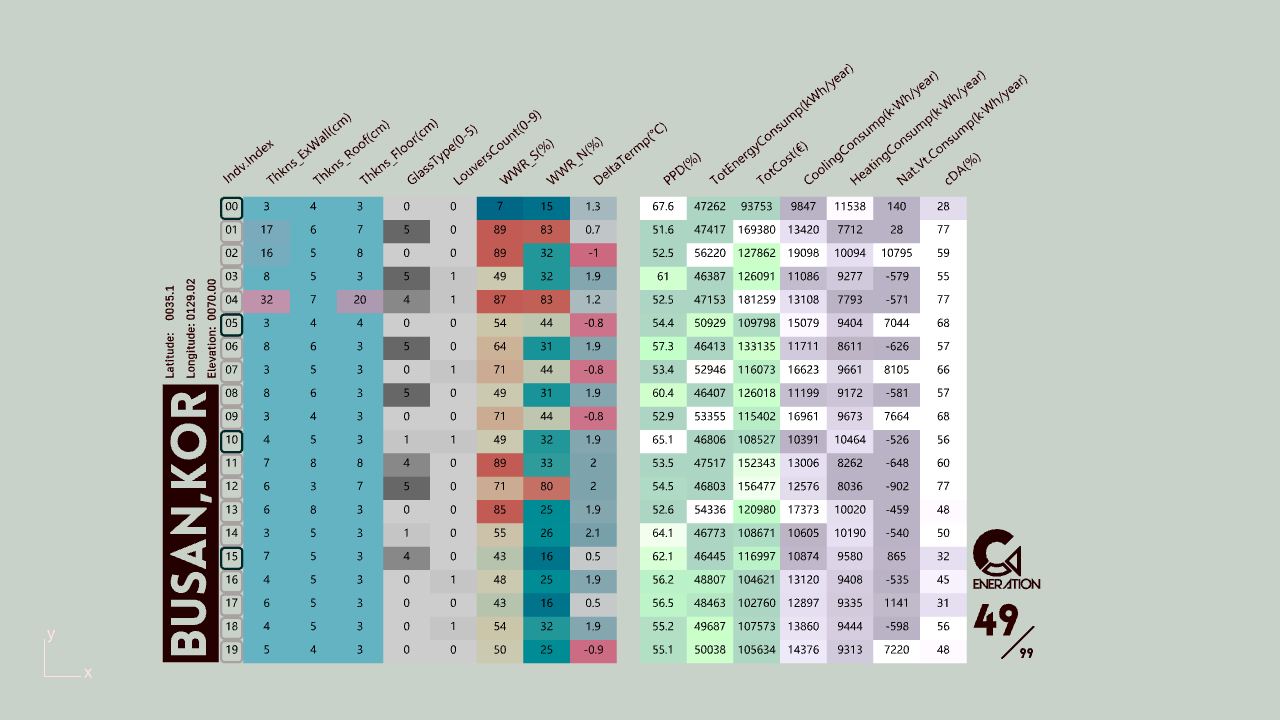 Indv.Index Thkns_ExWall(cm) Thkns_Roof(cm) Thkns_Floor(cm) GlassType(0-5) LouversCount(0-9) WWR_S(%) WWR_N(%) DeltaTermp(°C) PPD(%) TotEnergyConsump(kWh/year) TotCost(€) CoolingConsump(k·Wh/year) HeatingConsump(k·Wh/year) Nat.Vt.Consump(k·Wh/year) cDA(%)
00 3 4 3 0 0 7 15 1.3 67.6 47262 93753 9847 11538 140 28
01 17 6 7 5 0 89 83 0.7 51.6 47417 169380 13420 7712 28 77
02 16 5 8 0 0 89 32 -1 52.5 56220 127862 19098 10094 10795 59
03 8 5 3 5 1 49 32 1.9 61 46387 126091 11086 9277 -579 55
04 32 7 20 4 1 87 83 1.2 52.5 47153 181259 13108 7793 -571 77
05 3 4 4 0 0 54 44 -0.8 54.4 50929 109798 15079 9404 7044 68
06 8 6 3 5 0 64 31 1.9 57.3 46413 133135 11711 8611 -626 57
07 3 5 3 0 1 71 44 -0.8 53.4 52946 116073 16623 9661 8105 66
08 8 6 3 5 0 49 31 1.9 60.4 46407 126018 11199 9172 -581 57
09 3 4 3 0 0 71 44 -0.8 52.9 53355 115402 16961 9673 7664 68
10 4 5 3 1 1 49 32 1.9 65.1 46806 108527 10391 10464 -526 56
11 7 8 8 4 0 89 33 2 53.5 47517 152343 13006 8262 -648 60
12 6 3 7 5 0 71 80 2 54.5 46803 156477 12576 8036 -902 77
13 6 8 3 0 0 85 25 1.9 52.6 54336 120980 17373 10020 -459 48
14 3 5 3 1 0 55 26 2.1 64.1 46773 108671 10605 10190 -540 50
15 7 5 3 4 0 43 16 0.5 62.1 46445 116997 10874 9580 865 32
16 4 5 3 0 1 48 25 1.9 56.2 48807 104621 13120 9408 -535 45
17 6 5 3 0 0 43 16 0.5 56.5 48463 102760 12897 9335 1141 31
18 4 5 3 0 1 54 32 1.9 55.2 49687 107573 13860 9444 -598 56
19 5 4 3 0 0 50 25 -0.9 55.1 50038 105634 14376 9313 7220 48
Latitude: 0035.1
Longitude: 0129.02
Elevation: 0070.00
BUSAN,KOR
G
ENERATION
49/99
y
x